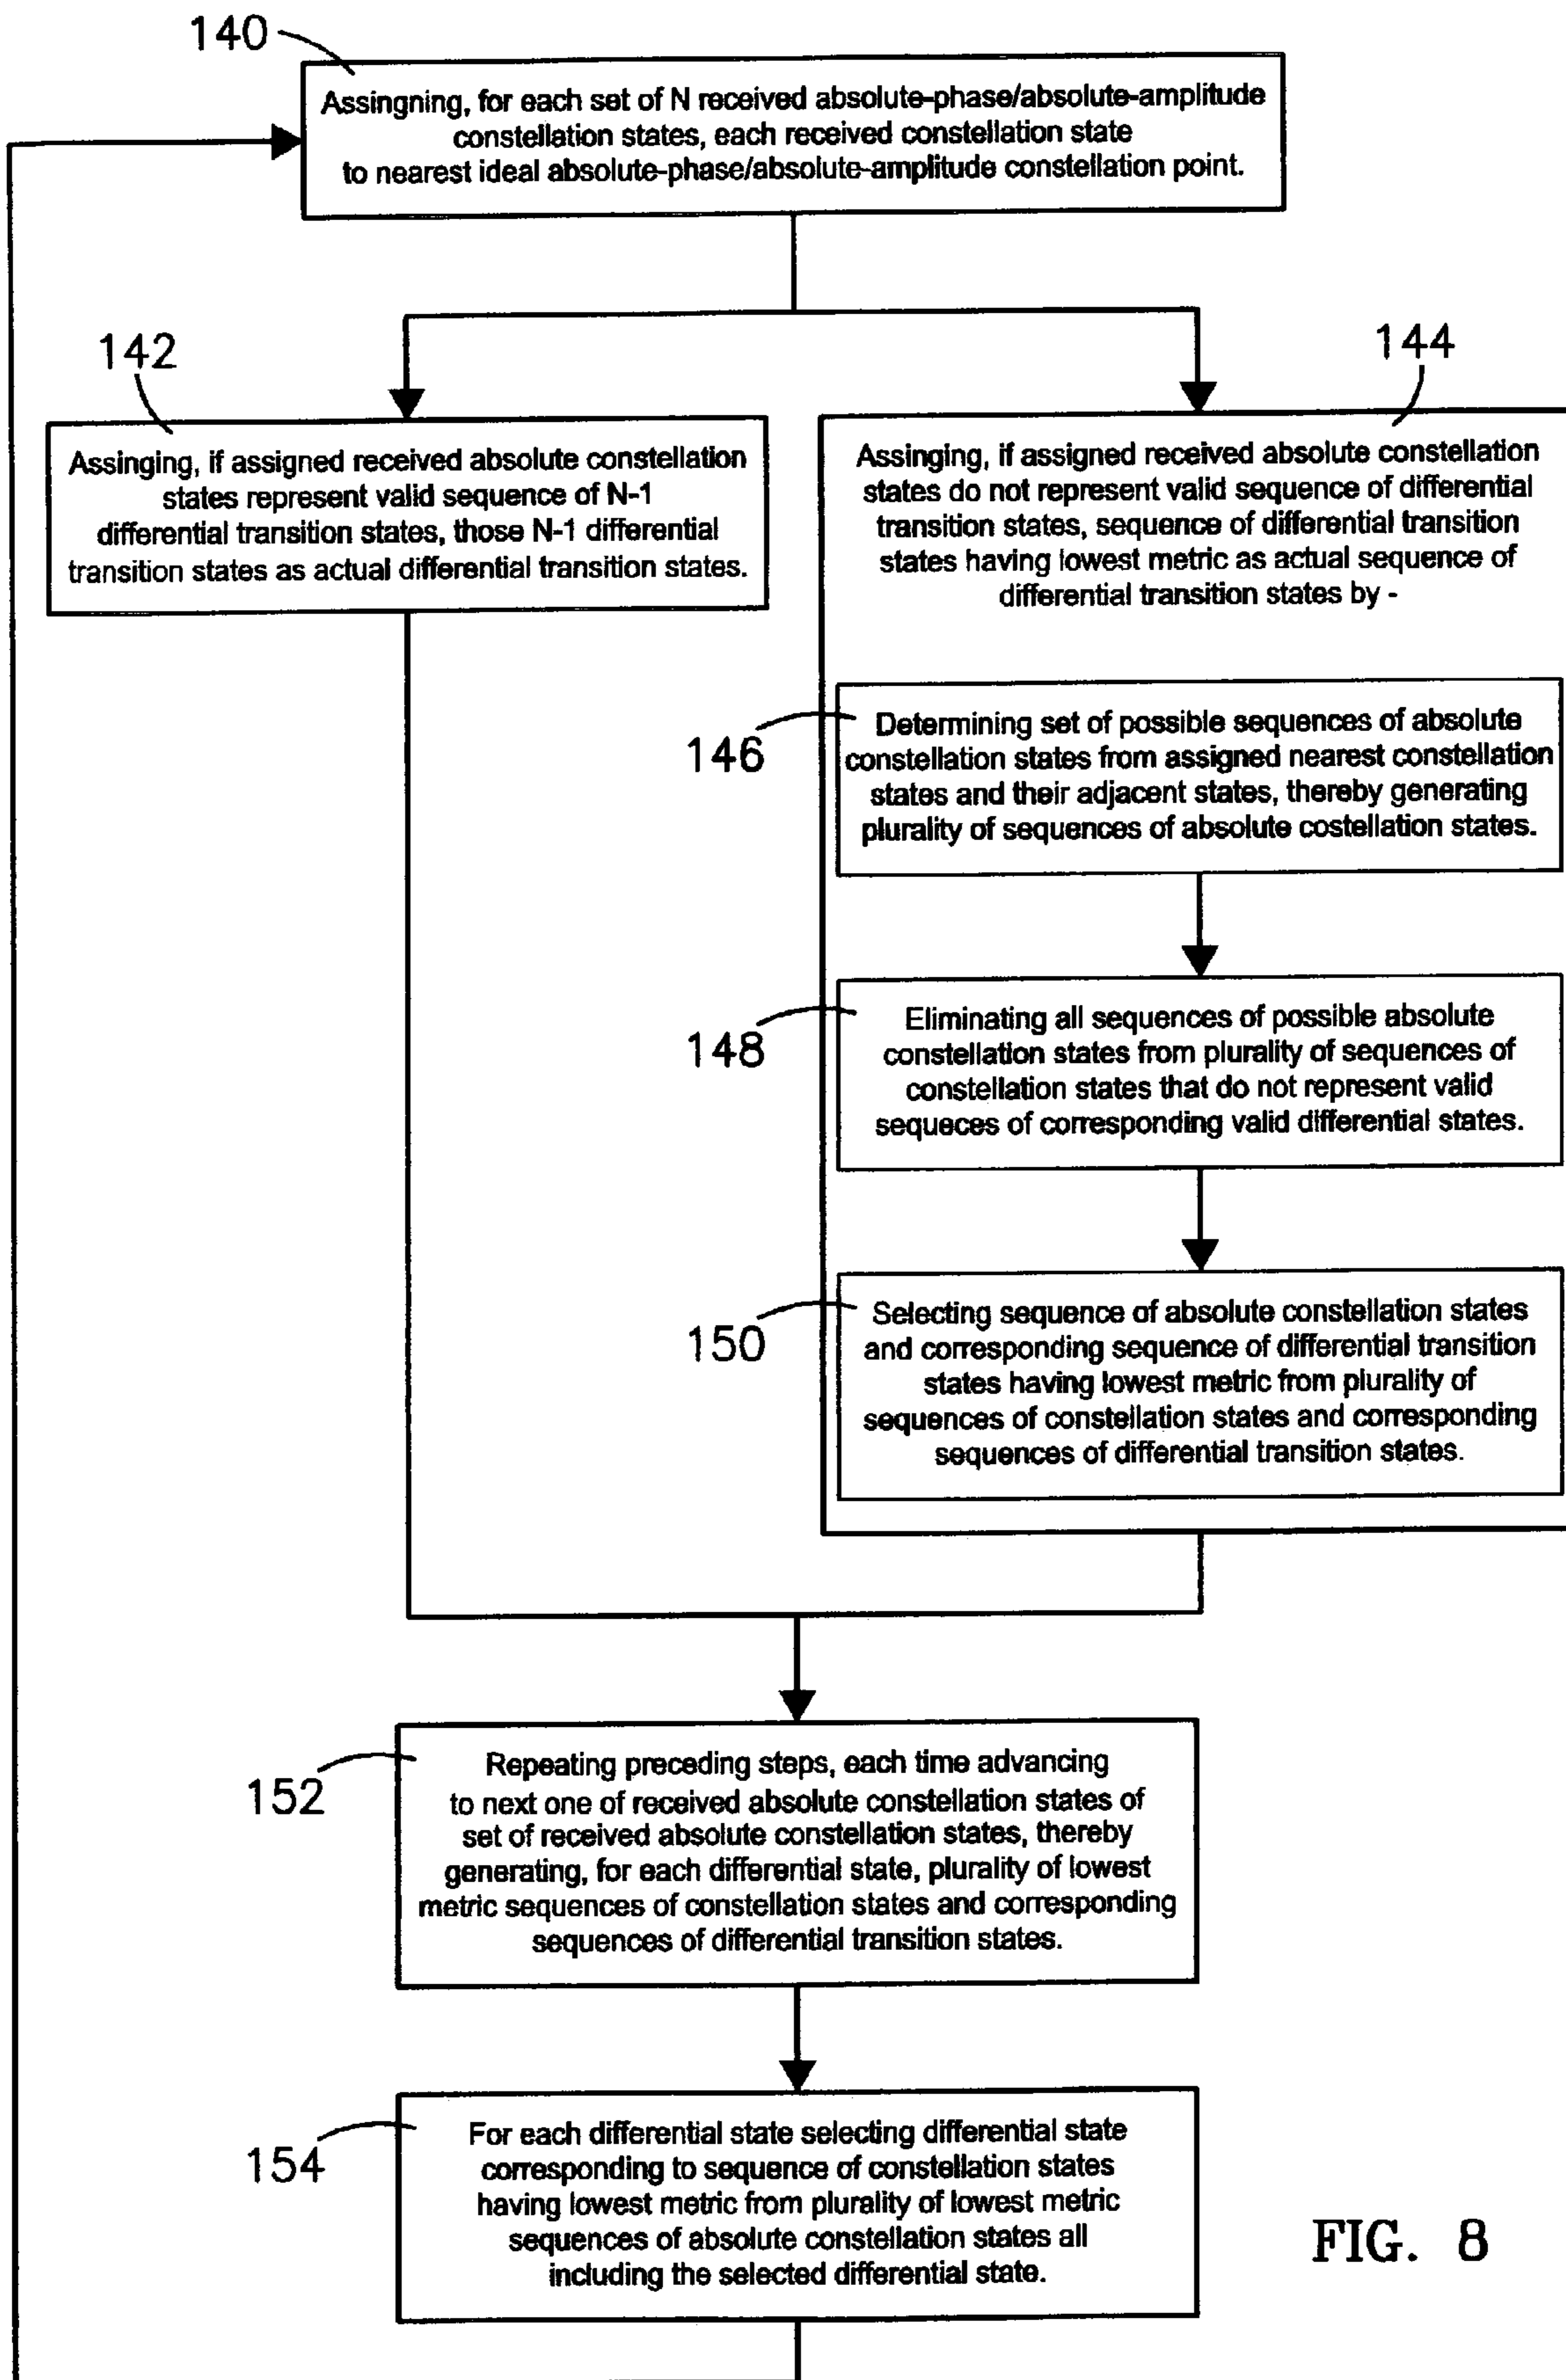 140
Assingning, for each set of N received absolute-phase/absolute-amplitude
constellation states, each received constellation state
to nearest ideal absolute-phase/absolute-amplitude constellation point.
142
Assinging, if assigned received absolute constellation
states represent valid sequence of N-1
differential transition states, those N-1 differential
transition states as actual differential transition states.
144
Assinging, if assigned received absolute constellation
states do not represent valid sequence of differential
transition states, sequence of differential transition
states having lowest metric as actual sequence of
differential transition states by -
146
Determining set of possible sequences of absolute
constellation states from assigned nearest constellation
states and their adjacent states, thereby generating
plurality of sequences of absolute costellation states.
148
Eliminating all sequences of possible absolute
constellation states from plurality of sequences of
constellation states that do not represent valid
sequeces of corresponding valid differential states.
150
Selecting sequence of absolute constellation states
and corresponding sequence of differential transition
states having lowest metric from plurality of
sequences of constellation states and corresponding
sequences of differential transition states.
152
Repeating preceding steps, each time advancing
to next one of received absolute constellation states of
set of received absolute constellation states, thereby
generating, for each differential state, plurality of lowest
metric sequences of constellation states and corresponding
sequences of differential transition states.
154
For each differential state selecting differential state
corresponding to sequence of constellation states
having lowest metric from plurality of lowest metric
sequences of absolute constellation states all
including the selected differential state.
FIG. 8